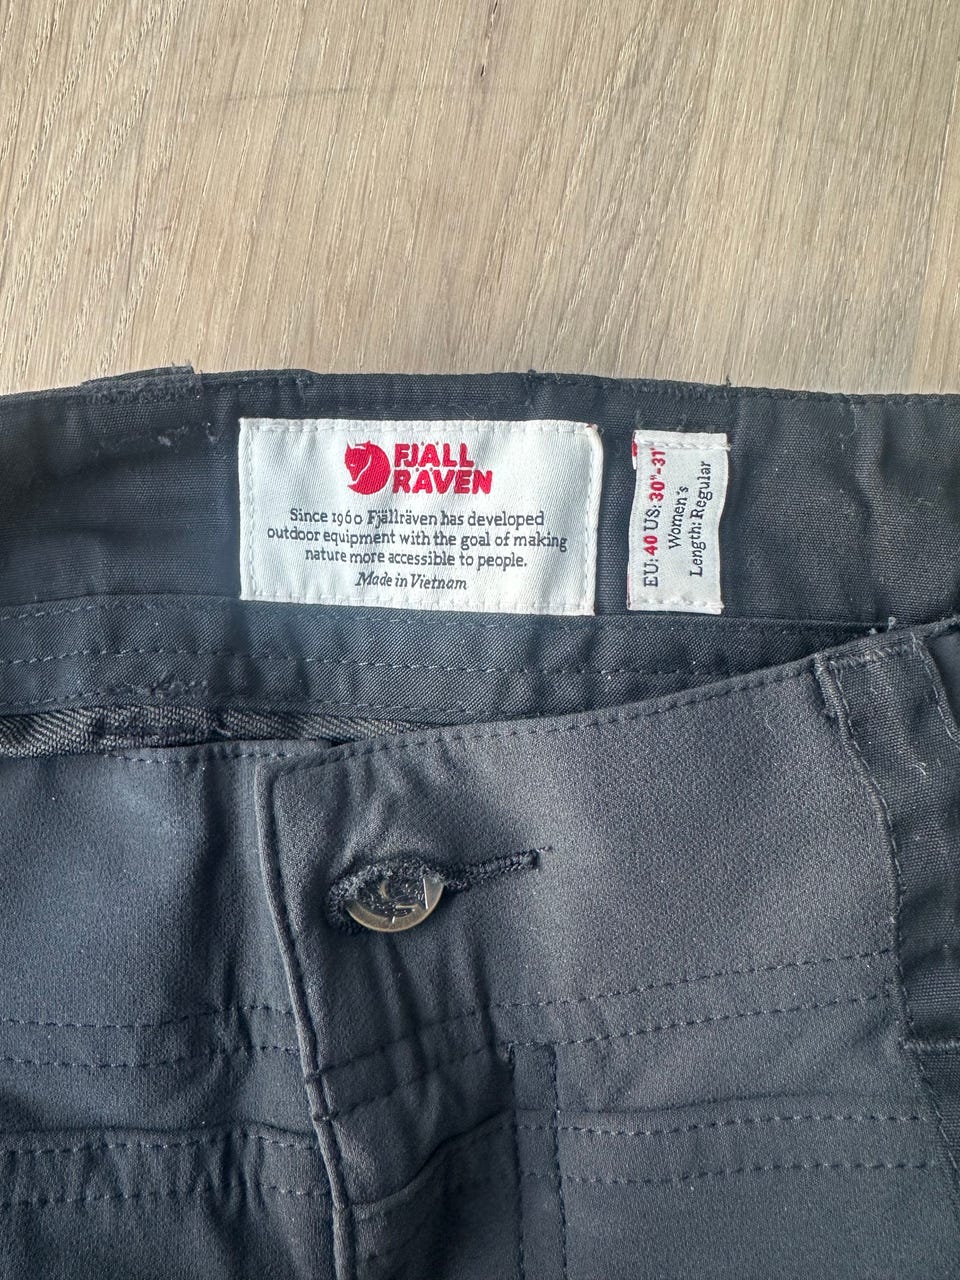 FJÄLL
RÄVEN
Since 1960 Fjällräven has developed
outdoor equipment with the goal of making
nature more accessible to people.
Made in Vietnam
EU: 40 US: 30"-31"
Women's
Length: Regular